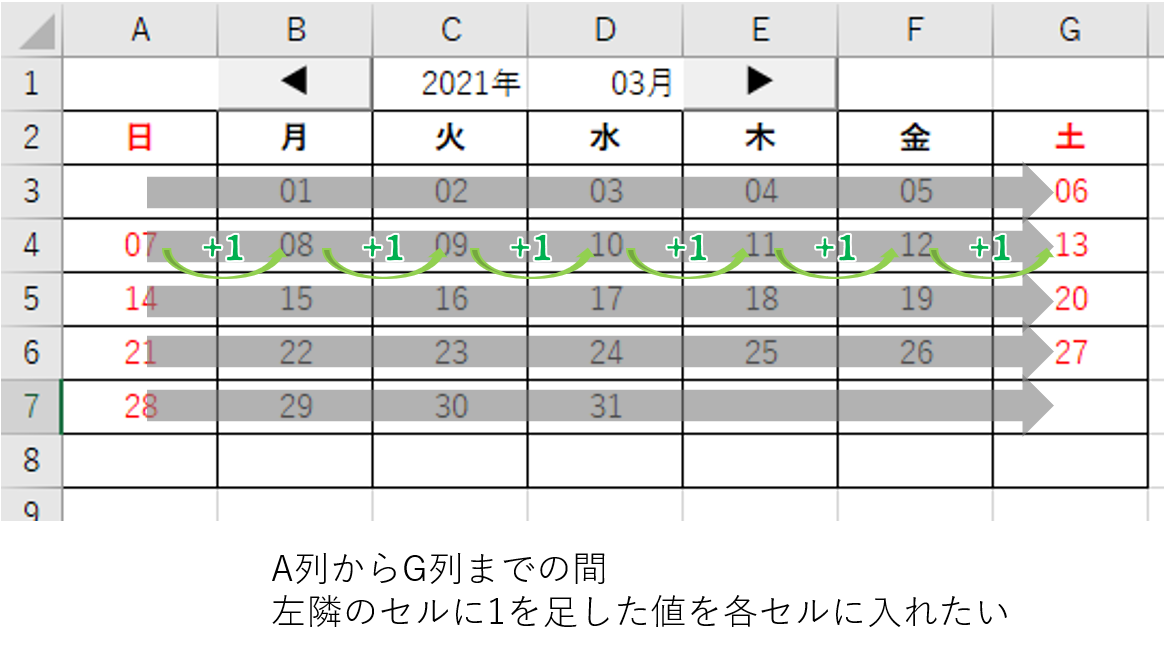 A B C D E F G
1 ◀ 2021年 03月 ▶
2 日 月 火 水 木 金 土
3 01 02 03 04 05 06
4 07 +1 08 +1 09 +1 10 +1 11 +1 12 +1 13
5 14 15 16 17 18 19 20
6 21 22 23 24 25 26 27
7 28 29 30 31
8
9
A列からG列までの間
左隣のセルに1を足した値を各セルに入れたい